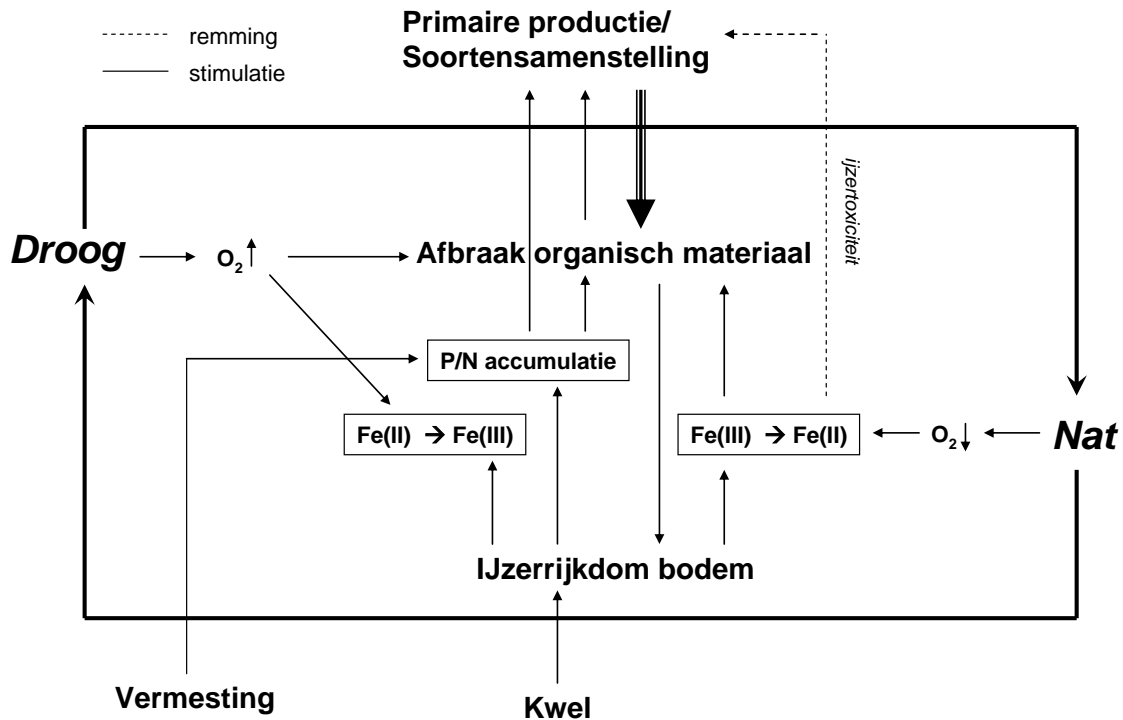 Primaire productie/
Soortensamenstelling
remming
stimulatie
ijzertoxiciteit
Droog
O2
Afbraak organisch materiaal
P/N accumulatie
Fe(II) → Fe(III)
Fe(III) → Fe(II)
O2
Nat
IJzerrijkdom bodem
Vermesting
Kwel